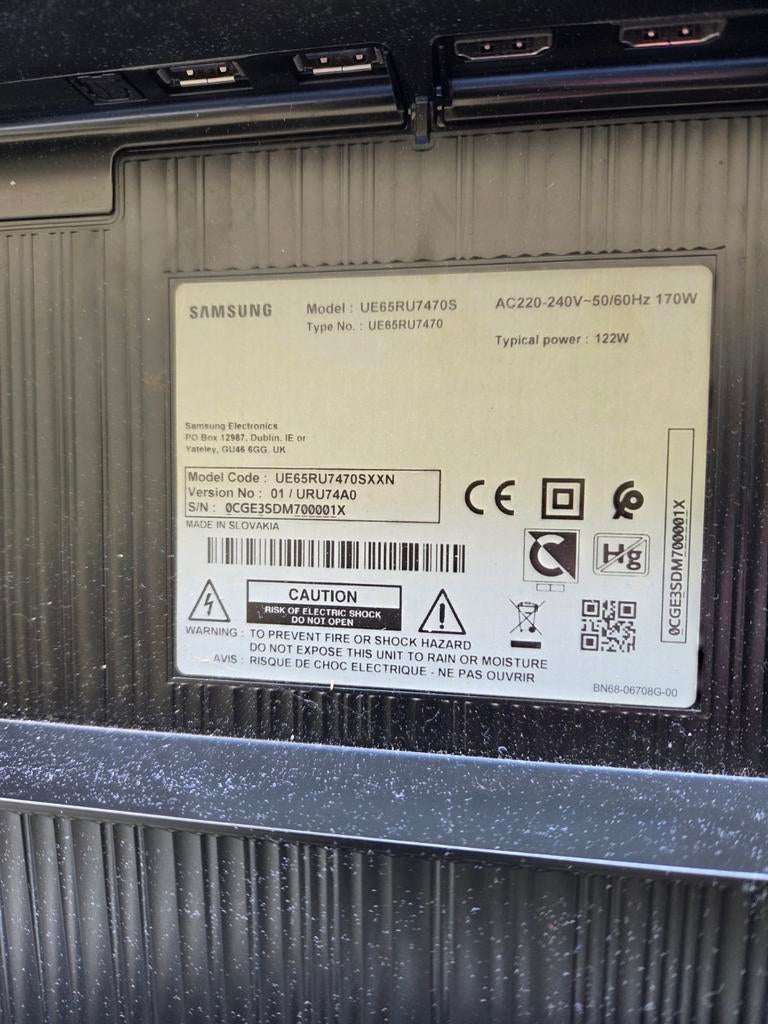 SAMSUNG
Model : UE65RU7470S
Type No. : UE65RU7470
AC220-240V~50/60Hz 170W
Typical power : 122W
Samsung Electronics
PO Box 12987, Dublin. IE or
Yateley, GU46 6GG. UK
Model Code : UE65RU7470SXXN
Version No : 01 / URU74A0
S/N : 0CGE3SDM700001X
MADE IN SLOVAKIA
CE
Hg
0CGE3SDM700001X
CAUTION
RISK OF ELECTRIC SHOCK
DO NOT OPEN
WARNING : TO PREVENT FIRE OR SHOCK HAZARD
DO NOT EXPOSE THIS UNIT TO RAIN OR MOISTURE
AVIS : RISQUE DE CHOC ELECTRIQUE - NE PAS OUVRIR
BN68-06708G-00